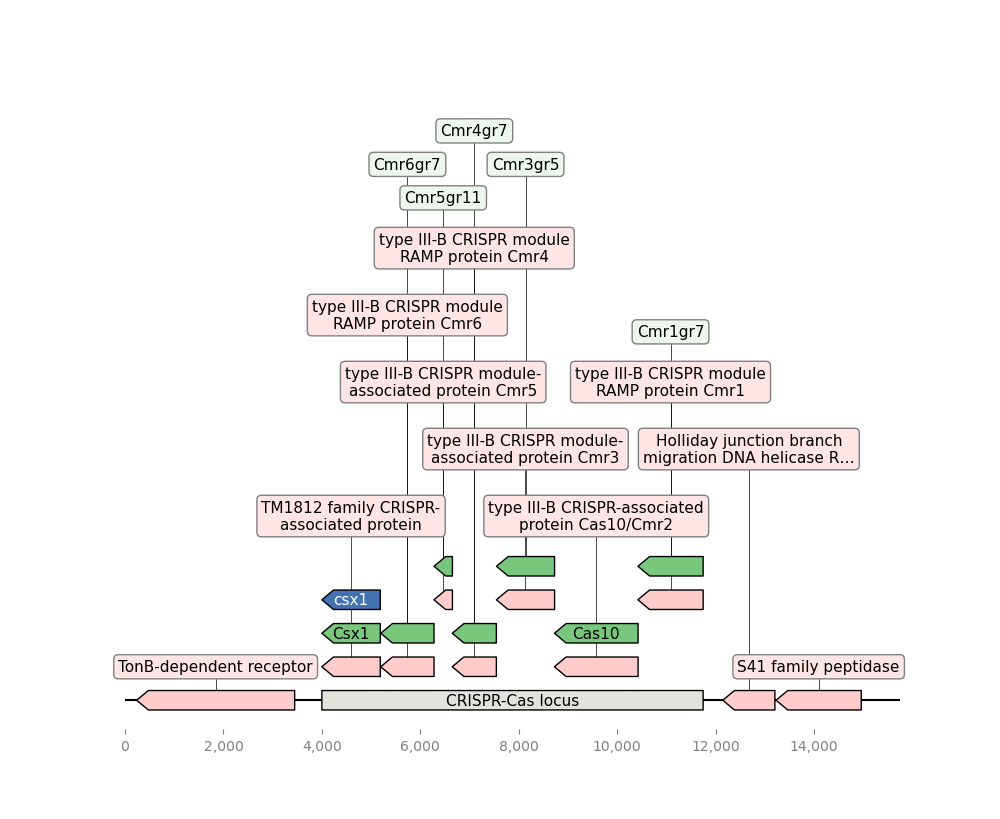 Cmr4gr7
Cmr6gr7
Cmr3gr5
Cmr5gr11
type III-B CRISPR module
RAMP protein Cmr4
type III-B CRISPR module
RAMP protein Cmr6
Cmr1gr7
type III-B CRISPR module-
associated protein Cmr5
type III-B CRISPR module
RAMP protein Cmr1
type III-B CRISPR module-
associated protein Cmr3
Holliday junction branch
migration DNA helicase R...
TM1812 family CRISPR-
associated protein
type III-B CRISPR-associated
protein Cas10/Cmr2
csx1
Csx1
Cas10
TonB-dependent receptor
S41 family peptidase
CRISPR-Cas locus
0
2,000
4,000
6,000
8,000
10,000
12,000
14,000